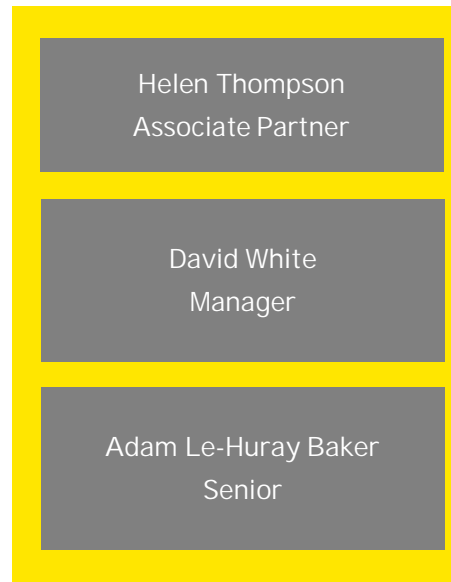 Helen Thompson
Associate Partner
David White
Manager
Adam Le-Huray Baker
Senior